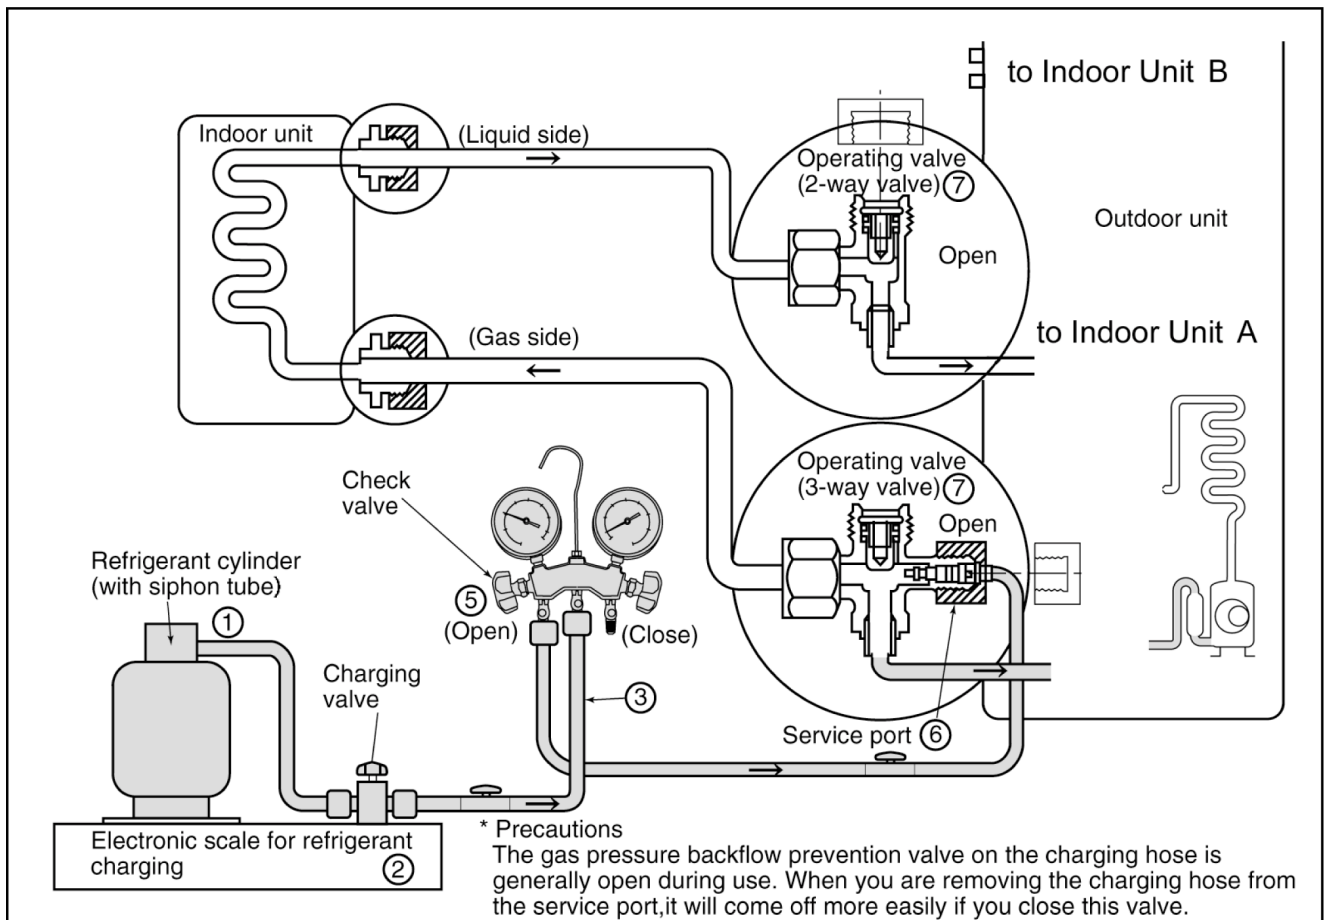 to Indoor Unit B
Indoor unit
(Liquid side)
Operating valve
(2-way valve) ⑦
Outdoor unit
Open
to Indoor Unit A
(Gas side)
Operating valve
(3-way valve) ⑦
Open
Check
valve
Refrigerant cylinder
(with siphon tube)
①
⑤
(Open)
(Close)
Charging
valve
③
Service port ⑥
Electronic scale for refrigerant
charging ②
* Precautions
The gas pressure backflow prevention valve on the charging hose is
generally open during use. When you are removing the charging hose from
the service port,it will come off more easily if you close this valve.